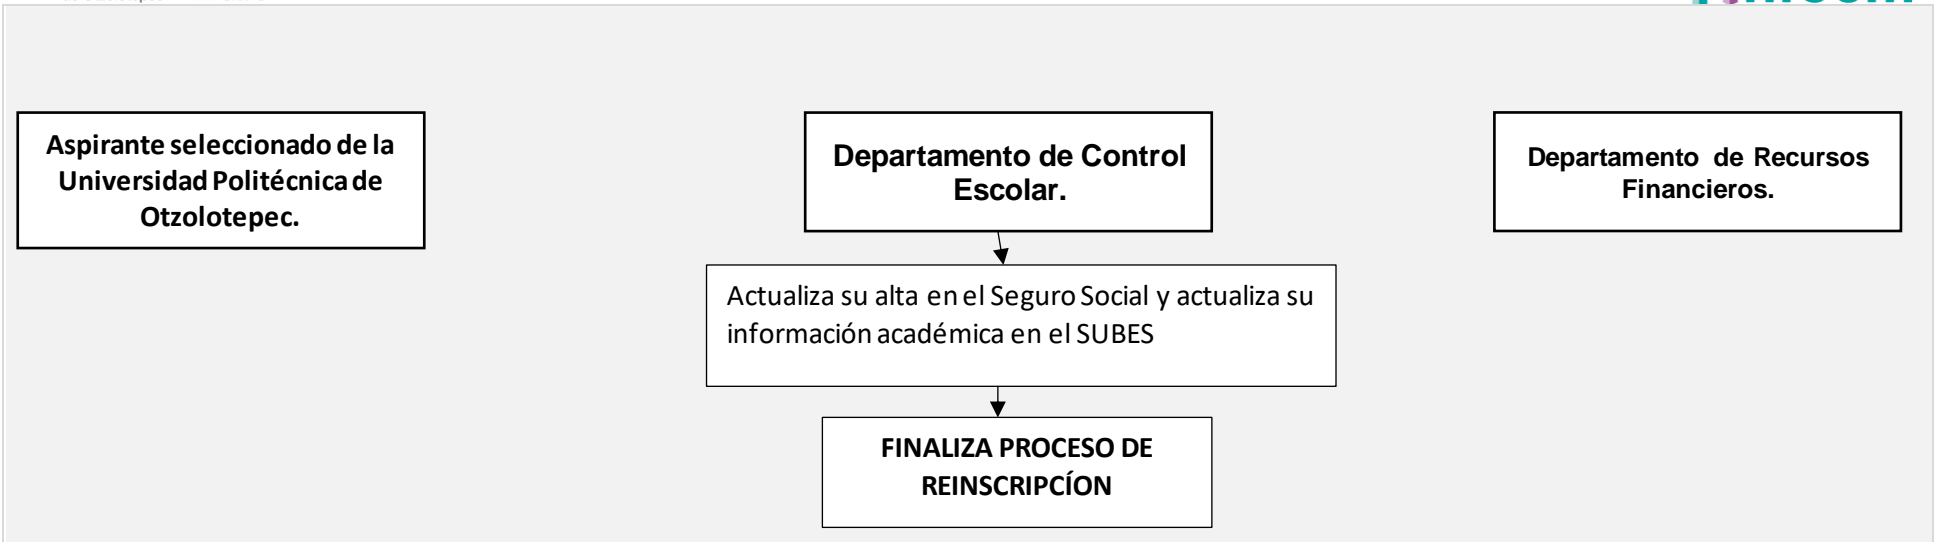 Aspirante seleccionado de la
Universidad Politécnica de
Otzolotepec.
Departamento de Control
Escolar.
Departamento de Recursos
Financieros.
Actualiza su alta en el Seguro Social y actualiza su
información académica en el SUBES
FINALIZA PROCESO DE
REINSCRIPCÍON